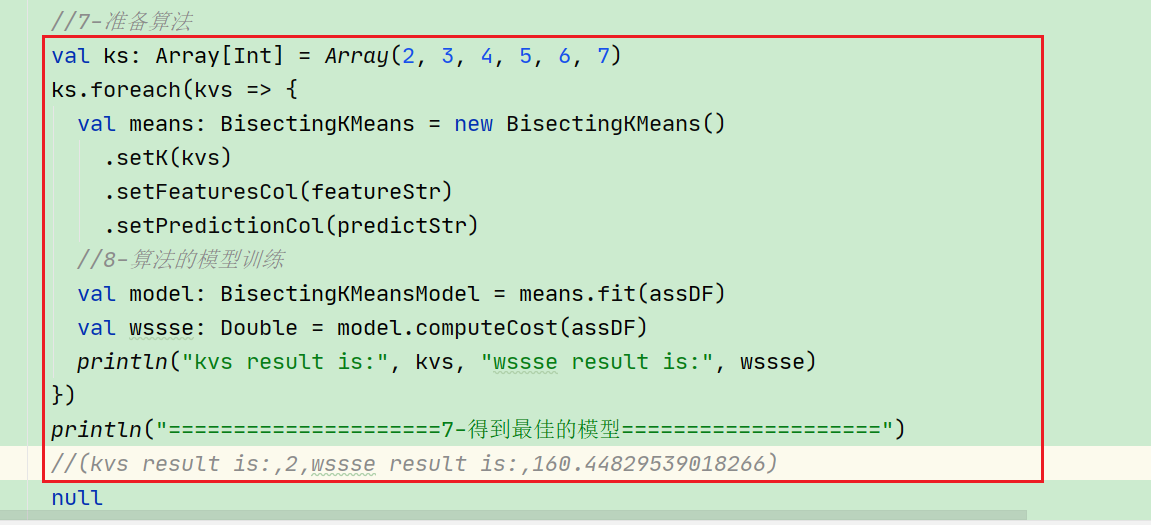 //7-准备算法
val ks: Array[Int] = Array(2, 3, 4, 5, 6, 7)
ks.foreach(kvs => {
  val means: BisectingKMeans = new BisectingKMeans()
    .setK(kvs)
    .setFeaturesCol(featureStr)
    .setPredictionCol(predictStr)
  //8-算法的模型训练
  val model: BisectingKMeansModel = means.fit(assDF)
  val wssse: Double = model.computeCost(assDF)
  println("kvs result is:", kvs, "wssse result is:", wssse)
})
println("=====================7-得到最佳的模型====================")
//(kvs result is:,2,wssse result is:,160.44829539018266)
null